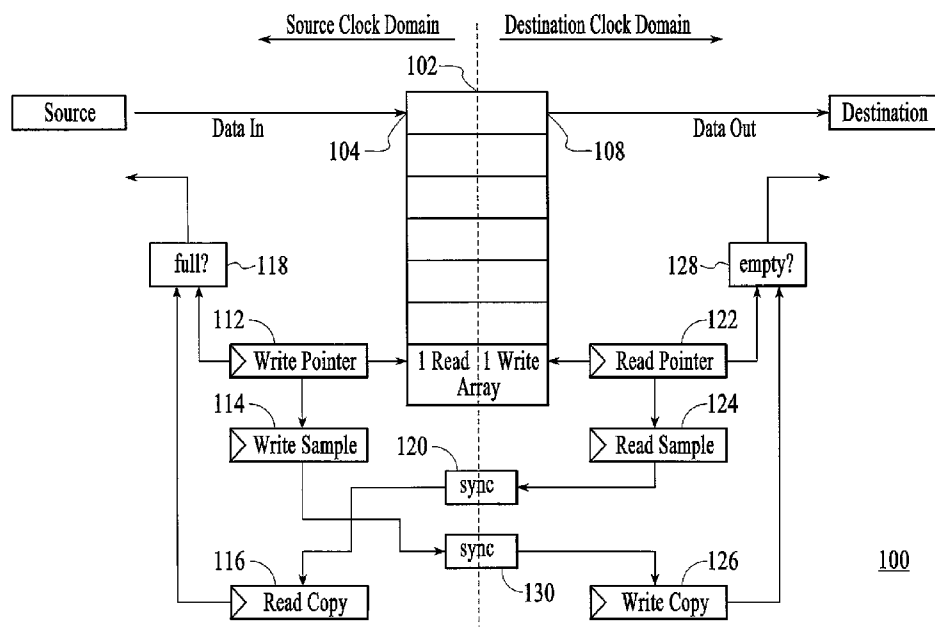 Source Clock Domain
Destination Clock Domain
102
Source
Data In
104
108
Data Out
Destination
full?
118
128
empty?
112
Write Pointer
1 Read 1 Write
Array
122
Read Pointer
114
Write Sample
124
Read Sample
120
sync
sync
130
116
Read Copy
126
Write Copy
100